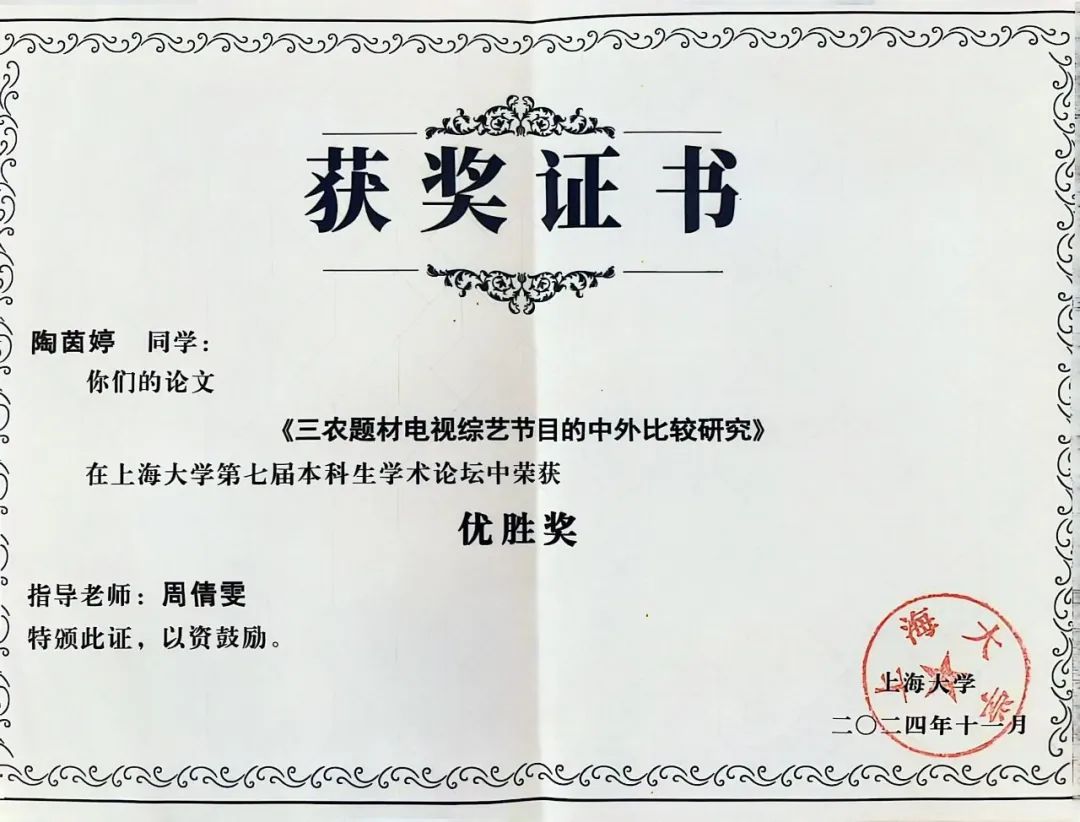 获奖证书
陶茵婷 同学：
你们的论文
《三农题材电视综艺节目的中外比较研究》
在上海大学第七届本科生学术论坛中荣获
优胜奖
指导老师：周倩雯
特颁此证，以资鼓励。
上海大学
上海大学
二〇二四年十一月